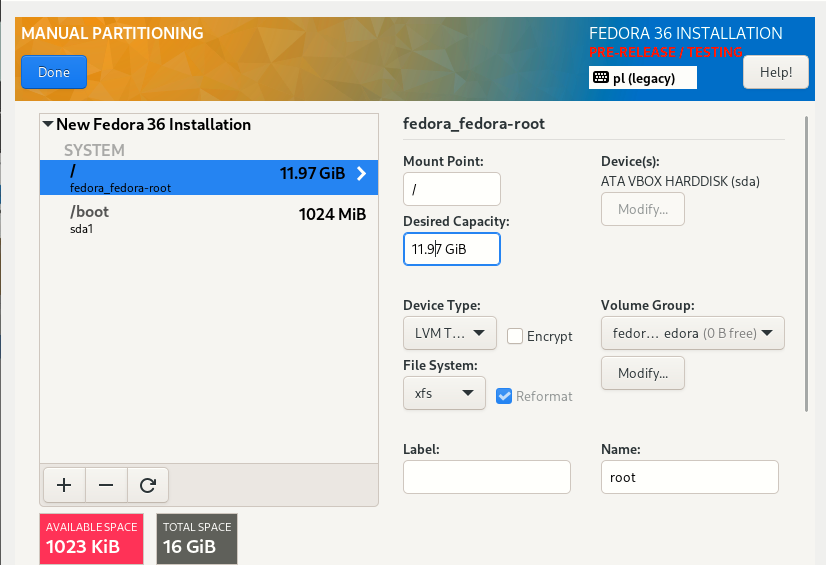 MANUAL PARTITIONING
FEDORA 36 INSTALLATION
PRE-RELEASE / TESTING
Done
pl (legacy)
Help!
New Fedora 36 Installation
SYSTEM
/
11.97 GiB
fedora_fedora-root
/boot
1024 MiB
sda1
AVAILABLE SPACE
1023 KiB
TOTAL SPACE
16 GiB
fedora_fedora-root
Mount Point:
/
Device(s):
ATA VBOX HARDDISK (sda)
Modify...
Desired Capacity:
11.97 GiB
Device Type:
LVM T...
Encrypt
Volume Group:
fedor... edora (0 B free)
Modify...
File System:
xfs
Reformat
Label:
Name:
root